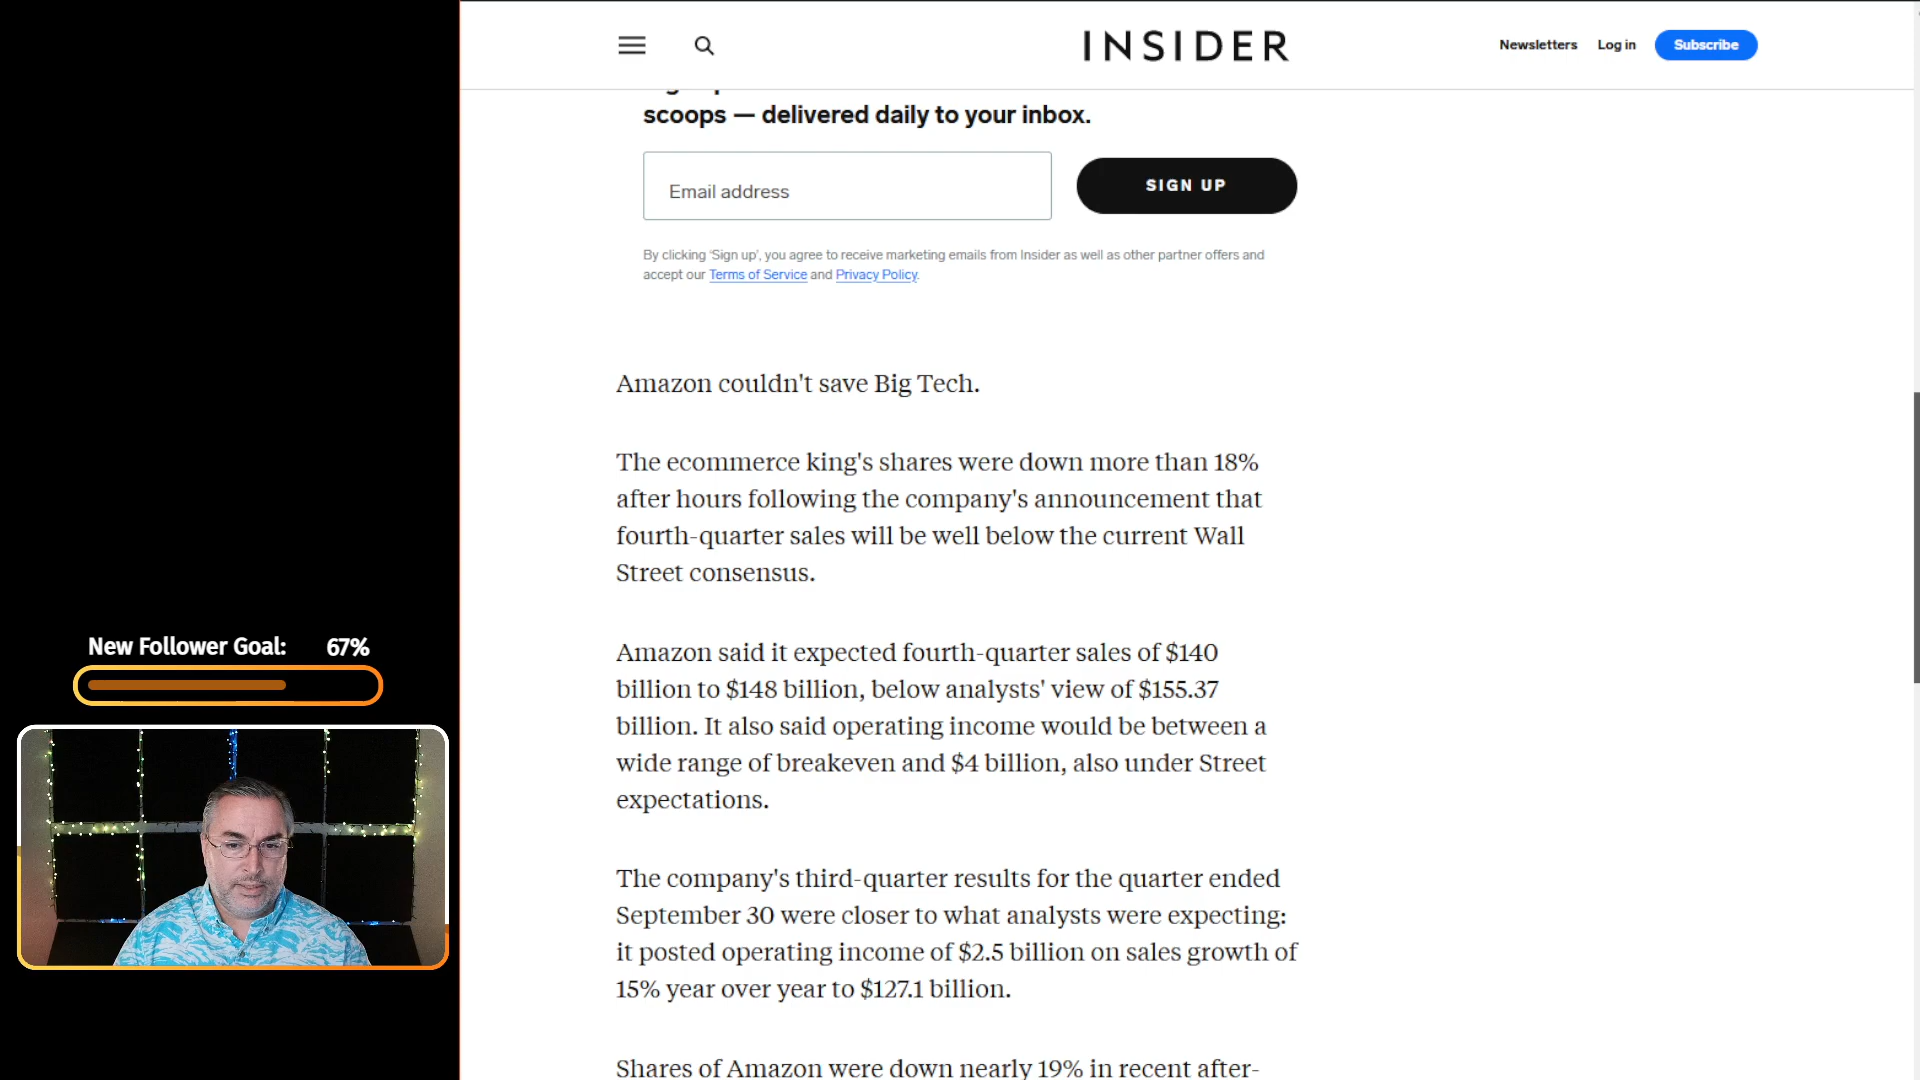 INSIDER
Newsletters
Log in
Subscribe
scoops — delivered daily to your inbox.
Email address
SIGN UP
By clicking 'Sign up', you agree to receive marketing emails from Insider as well as other partner offers and
accept our Terms of Service and Privacy Policy.
Amazon couldn't save Big Tech.
The ecommerce king's shares were down more than 18%
after hours following the company's announcement that
fourth-quarter sales will be well below the current Wall
Street consensus.
Amazon said it expected fourth-quarter sales of $140
billion to $148 billion, below analysts' view of $155.37
billion. It also said operating income would be between a
wide range of breakeven and $4 billion, also under Street
expectations.
The company's third-quarter results for the quarter ended
September 30 were closer to what analysts were expecting:
it posted operating income of $2.5 billion on sales growth of
15% year over year to $127.1 billion.
Shares of Amazon were down nearly 19% in recent after-
New Follower Goal: 67%